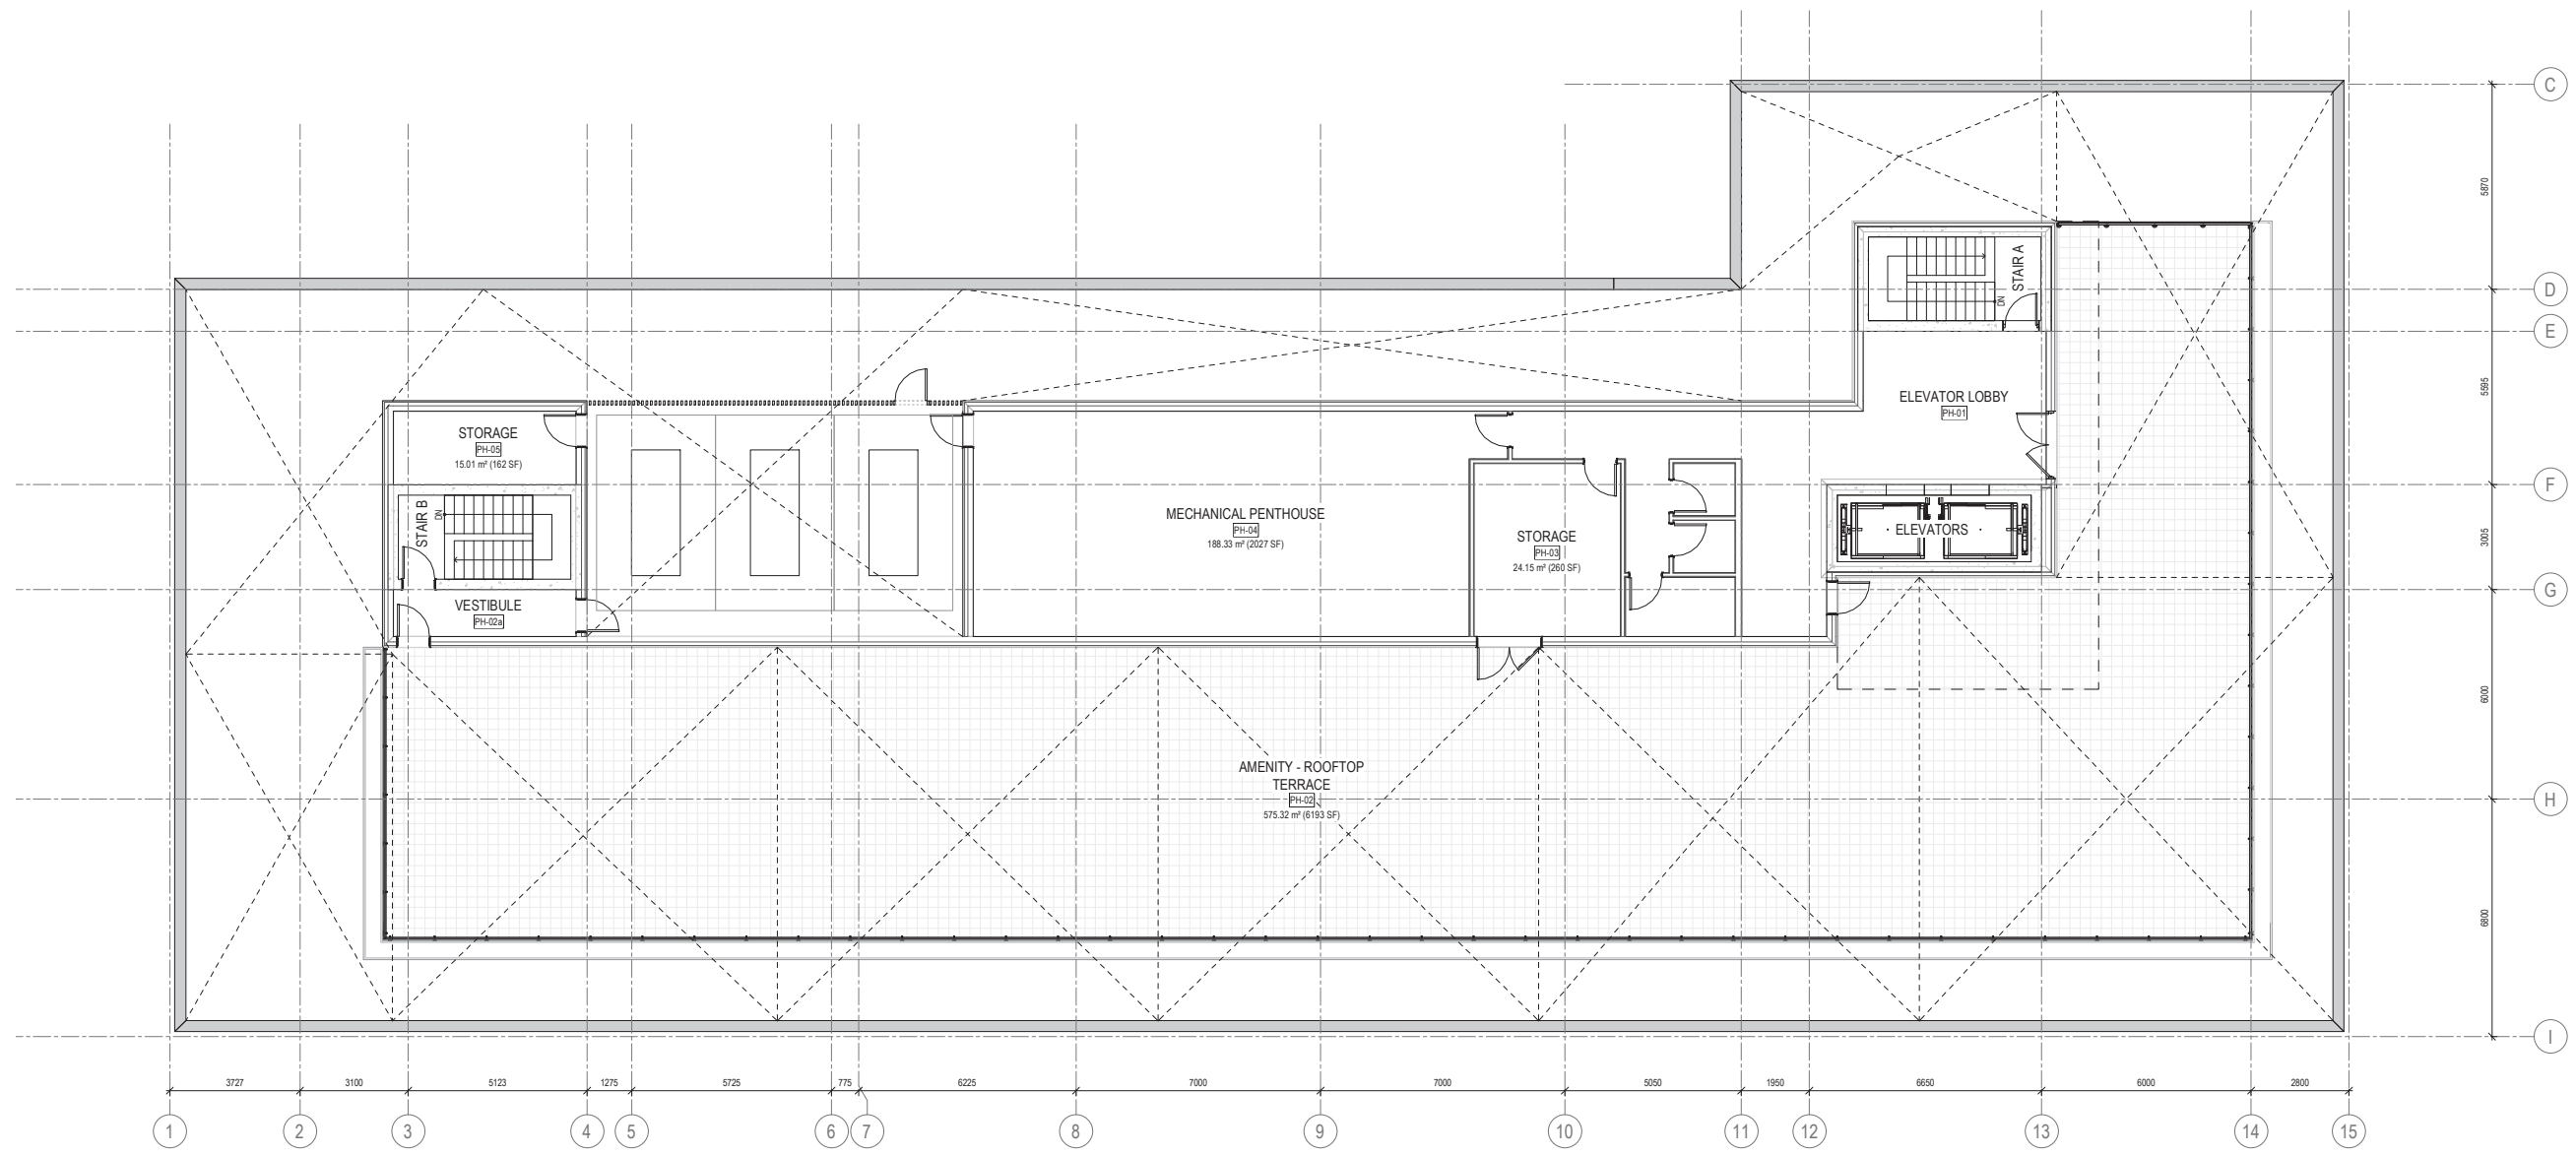 C
5870
STAIR A
DN
D
E
5595
ELEVATOR LOBBY
PH-01
STORAGE
PH-05
15.01 m² (162 SF)
F
STAIR B
DN
MECHANICAL PENTHOUSE
PH-04
188.33 m² (2027 SF)
STORAGE
PH-03
24.15 m² (260 SF)
ELEVATORS
3005
G
VESTIBULE
PH-02a
6000
AMENITY - ROOFTOP
TERRACE
PH-02
575.32 m² (6193 SF)
H
6800
I
3727 3100 5123 1275 5725 775 6225 7000 7000 5050 1950 6650 6000 2800
1 2 3 4 5 6 7 8 9 10 11 12 13 14 15